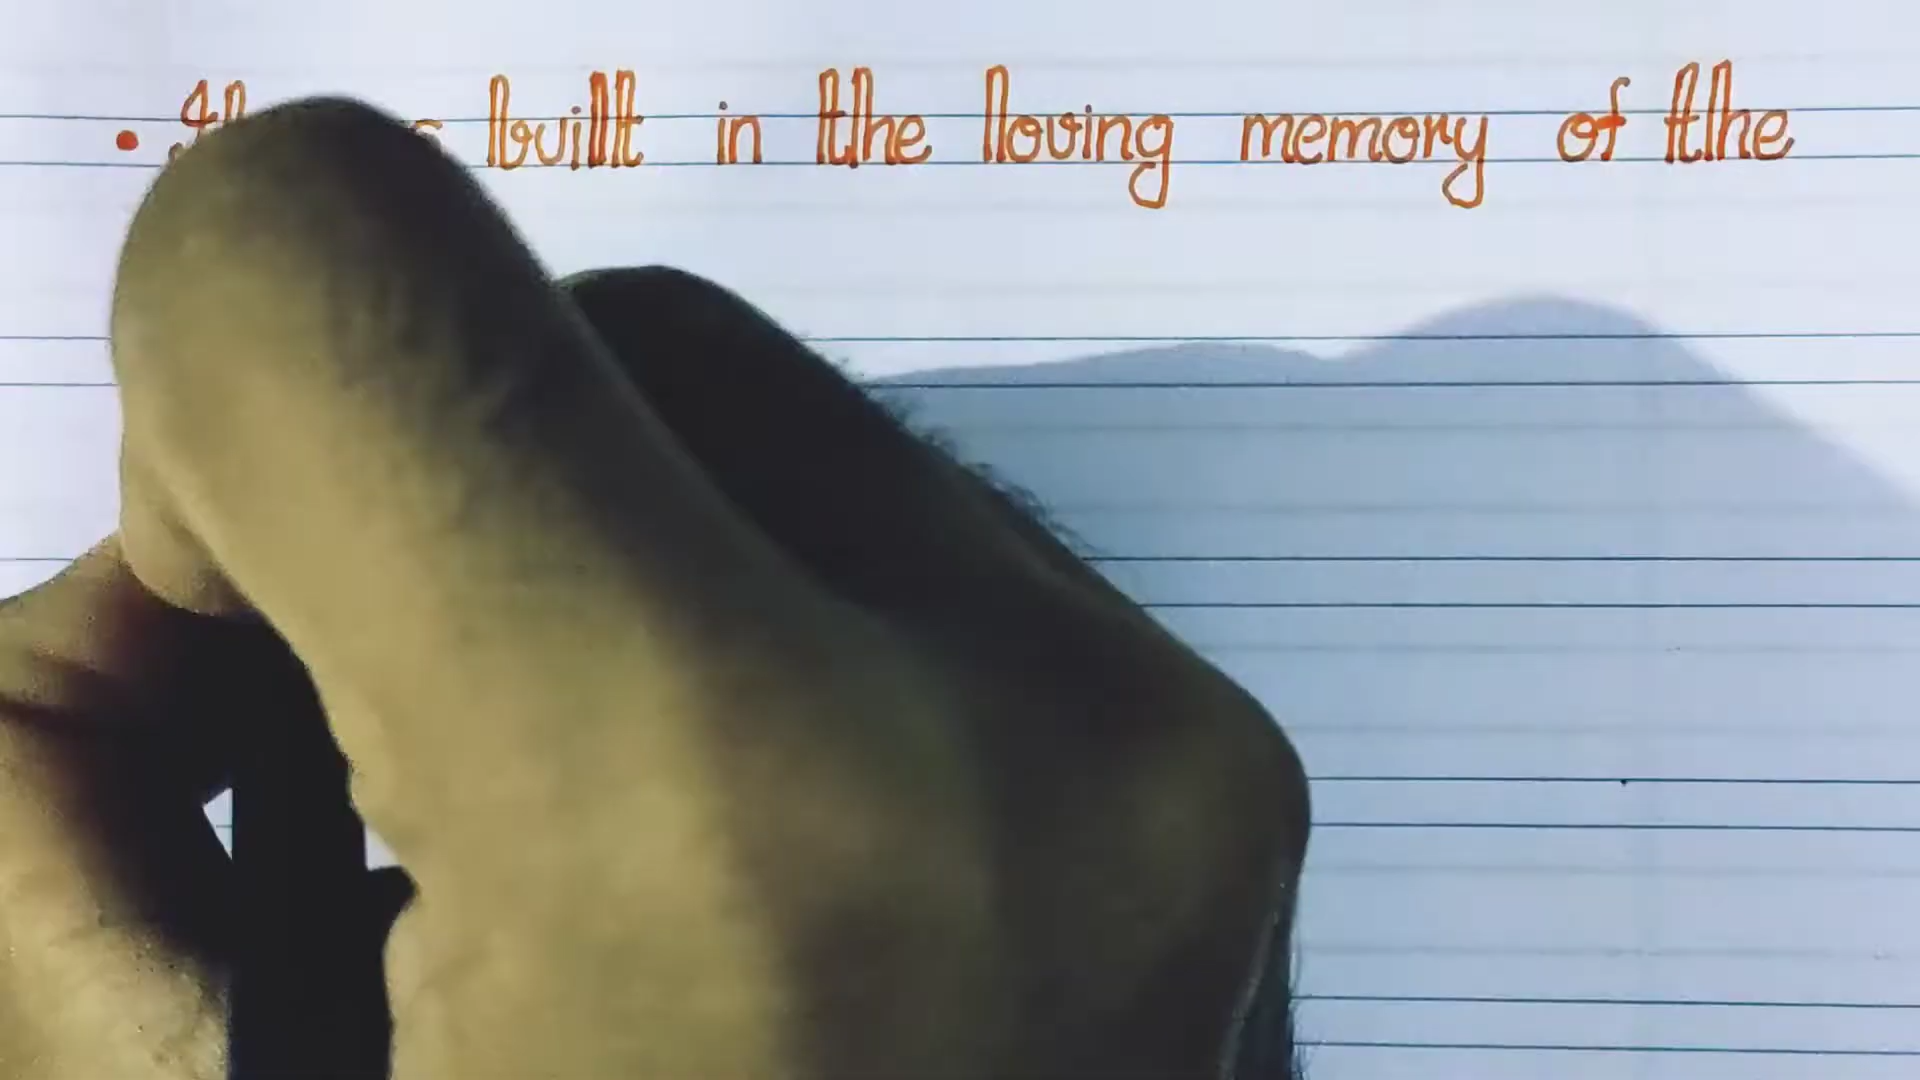 • built in the loving memory of the